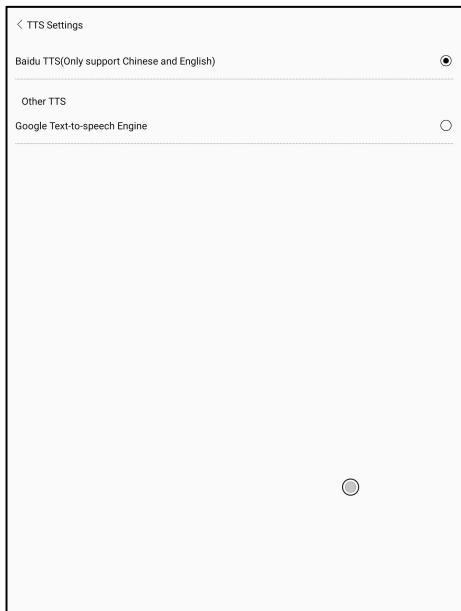 TTS Settings
Baidu TTS(Only support Chinese and English)
Other TTS
Google Text-to-speech Engine